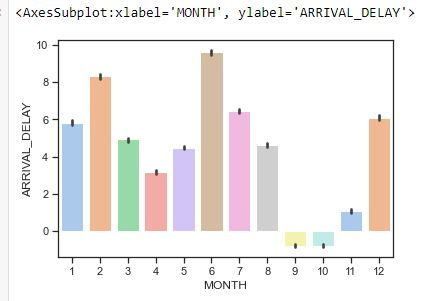 <AxesSubplot:xlabel='MONTH', ylabel='ARRIVAL_DELAY'>
10
8
6
4
2
0
ARRIVAL_DELAY
1 2 3 4 5 6 7 8 9 10 11 12
MONTH